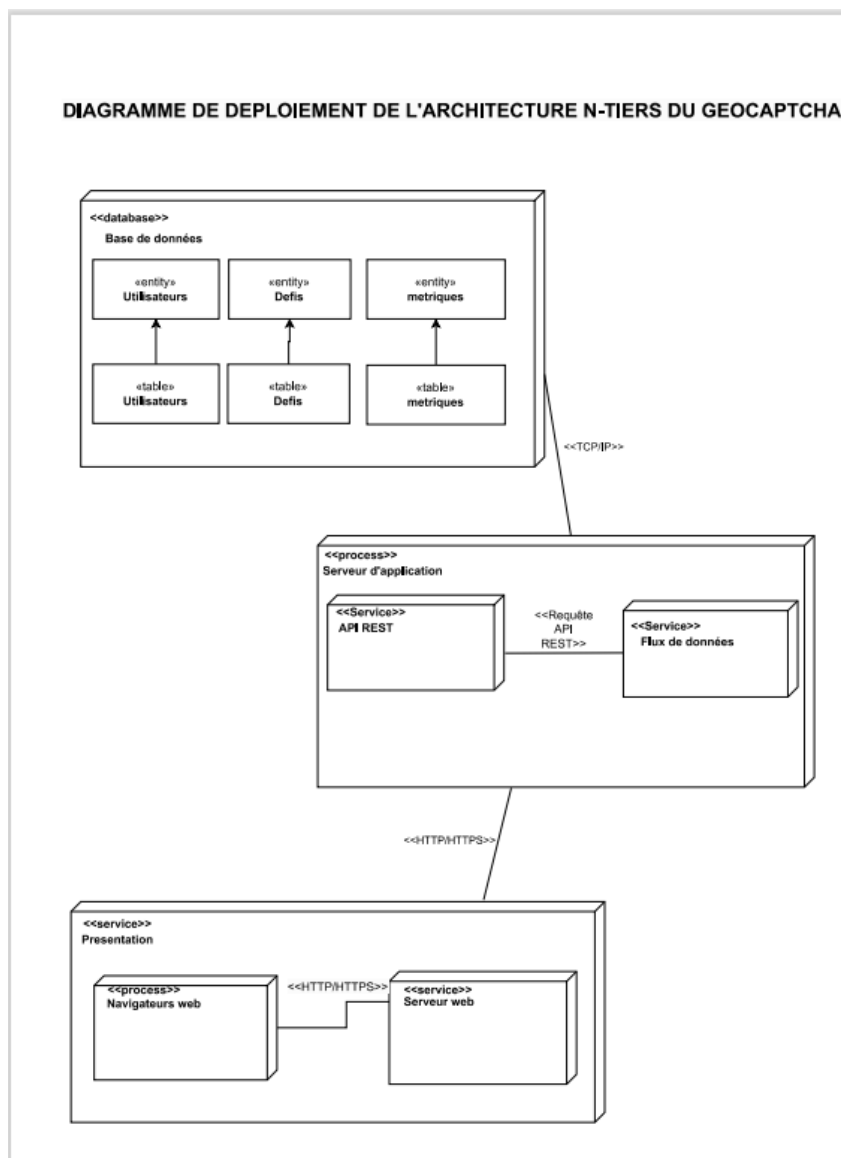 DIAGRAMME DE DEPLOIEMENT DE L'ARCHITECTURE N-TIERS DU GEOCAPTCHA
<<database>>
Base de données
«entity»
Utilisateurs
«entity»
Defis
«entity»
metriques
«table»
Utilisateurs
«table»
Defis
«table»
metriques
<<TCP/IP>>
<<process>>
Serveur d'application
<<Service>>
API REST
<<Requête
API
REST>>
<<Service>>
Flux de données
<<HTTP/HTTPS>>
<<service>>
Presentation
<<process>>
Navigateurs web
<<HTTP/HTTPS>>
<<service>>
Serveur web